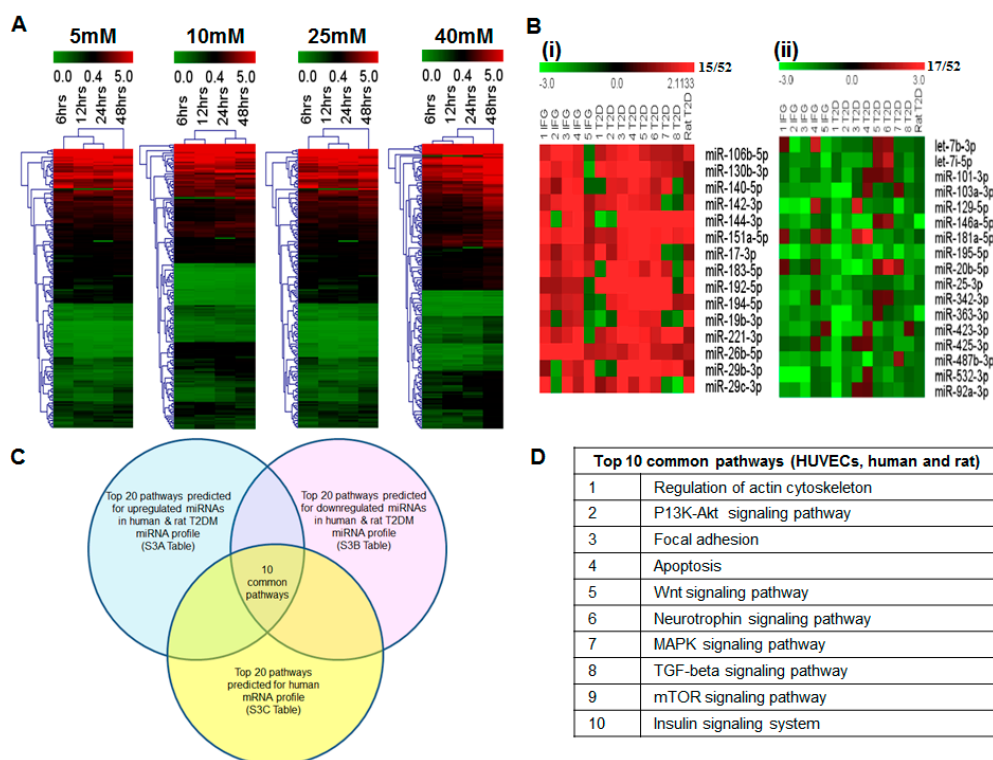 A
5mM
10mM
25mM
40mM
0.0 0.4 5.0
0.0 0.4 5.0
0.0 0.4 5.0
0.0 0.4 5.0
6hrs 12hrs 24hrs 48hrs
6hrs 12hrs 24hrs 48hrs
6hrs 12hrs 24hrs 48hrs
6hrs 12hrs 24hrs 48hrs
B
(i)
15/52
-3.0 0.0 2.1133
1 IFG
2 IFG
3 IFG
4 IFG
5 IFG
1 T2D
2 T2D
3 T2D
4 T2D
5 T2D
6 T2D
7 T2D
8 T2D
Rat T2D
miR-106b-5p
miR-130b-3p
miR-140-5p
miR-142-3p
miR-144-3p
miR-151a-5p
miR-17-3p
miR-183-5p
miR-192-5p
miR-194-5p
miR-19b-3p
miR-221-3p
miR-26b-5p
miR-29b-3p
miR-29c-3p
(ii)
17/52
-3.0 0.0 3.0
1 IFG
2 IFG
3 IFG
4 IFG
5 IFG
1 T2D
2 T2D
3 T2D
4 T2D
5 T2D
6 T2D
7 T2D
8 T2D
Rat T2D
let-7b-3p
let-7i-5p
miR-101-3p
miR-103a-3p
miR-129-5p
miR-146a-5p
miR-181a-5p
miR-195-5p
miR-20b-5p
miR-25-3p
miR-342-3p
miR-363-3p
miR-423-3p
miR-425-3p
miR-487b-3p
miR-532-3p
miR-92a-3p
C
Top 20 pathways predicted
for upregulated miRNAs
in human & rat T2DM
miRNA profile
(S3A Table)
Top 20 pathways predicted
for downregulated miRNAs
in human & rat T2DM
miRNA profile
(S3B Table)
10
common
pathways
Top 20 pathways
predicted for human
mRNA profile
(S3C Table)
D
Top 10 common pathways (HUVECs, human and rat)
1 Regulation of actin cytoskeleton
2 P13K-Akt signaling pathway
3 Focal adhesion
4 Apoptosis
5 Wnt signaling pathway
6 Neurotrophin signaling pathway
7 MAPK signaling pathway
8 TGF-beta signaling pathway
9 mTOR signaling pathway
10 Insulin signaling system